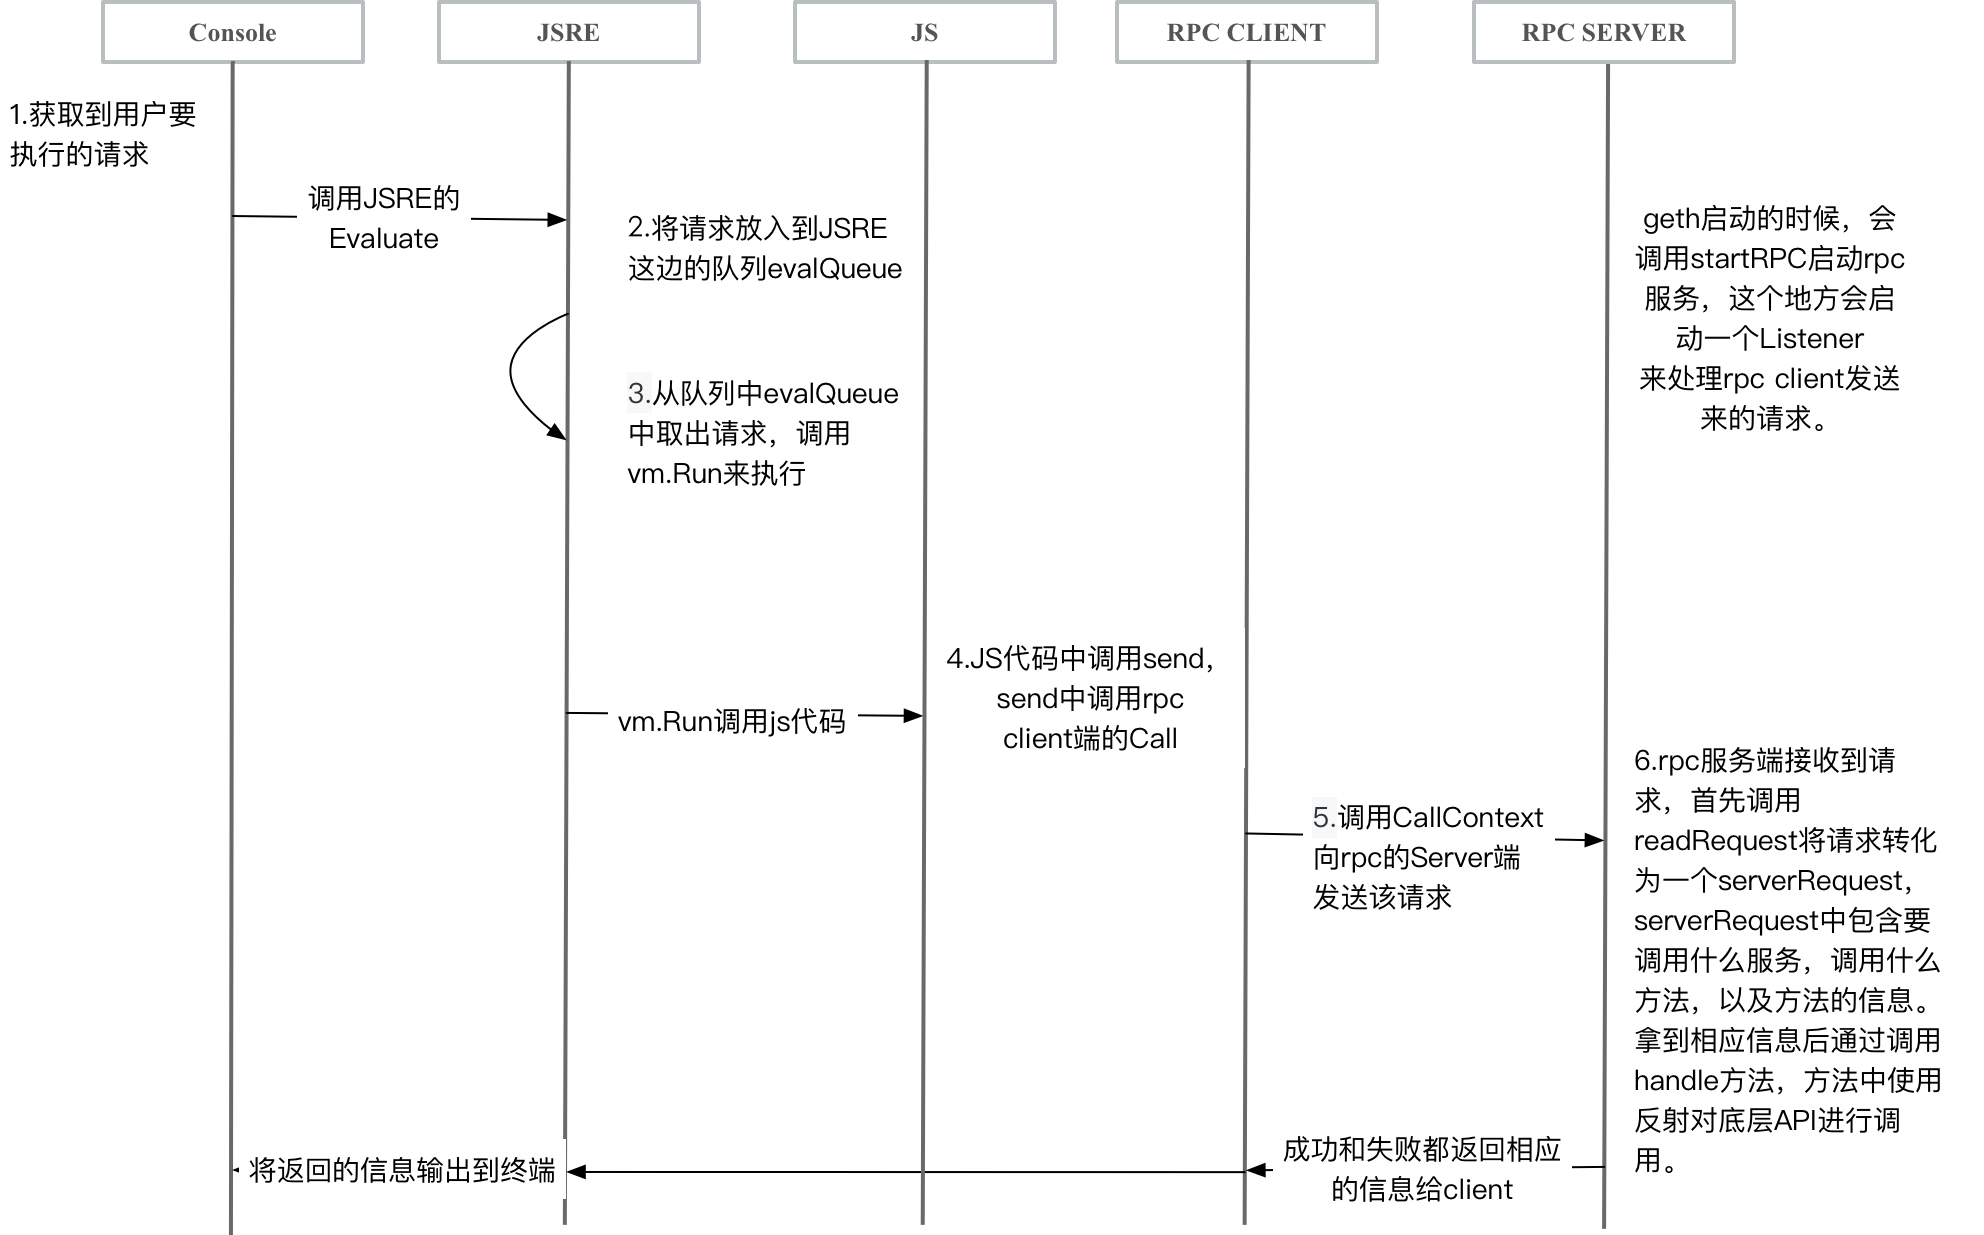 Console
JSRE
JS
RPC CLIENT
RPC SERVER
1.获取到用户要
执行的请求
调用JSRE的
Evaluate
2.将请求放入到JSRE
这边的队列evalQueue
geth启动的时候，会
调用startRPC启动rpc
服务，这个地方会启
动一个Listener
来处理rpc client发送
来的请求。
3.从队列中evalQueue
中取出请求，调用
vm.Run来执行
vm.Run调用js代码
4.JS代码中调用send，
send中调用rpc
client端的Call
5.调用CallContext
向rpc的Server端
发送该请求
6.rpc服务端接收到请
求，首先调用
readRequest将请求转化
为一个serverRequest，
serverRequest中包含要
调用什么服务，调用什么
方法，以及方法的信息。
拿到相应信息后通过调用
handle方法，方法中使用
反射对底层API进行调
用。
成功和失败都返回相应
的信息给client
将返回的信息输出到终端